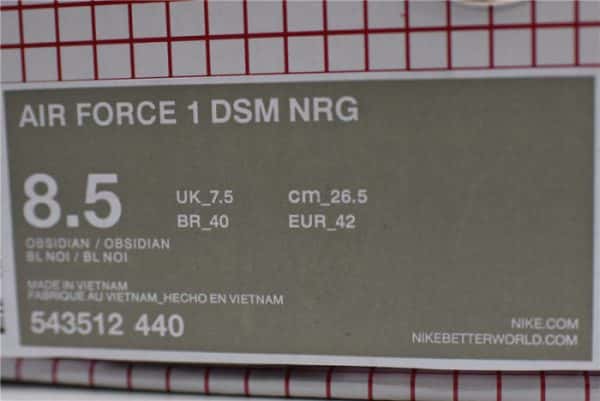 AIR FORCE 1 DSM NRG
8.5 UK_7.5 cm_26.5
BR_40 EUR_42
OBSIDIAN / OBSIDIAN
BL NOI / BL NOI
MADE IN VIETNAM
FABRIQUÉ AU VIETNAM_HECHO EN VIETNAM
543512 440
NIKE.COM
NIKEBETTERWORLD.COM